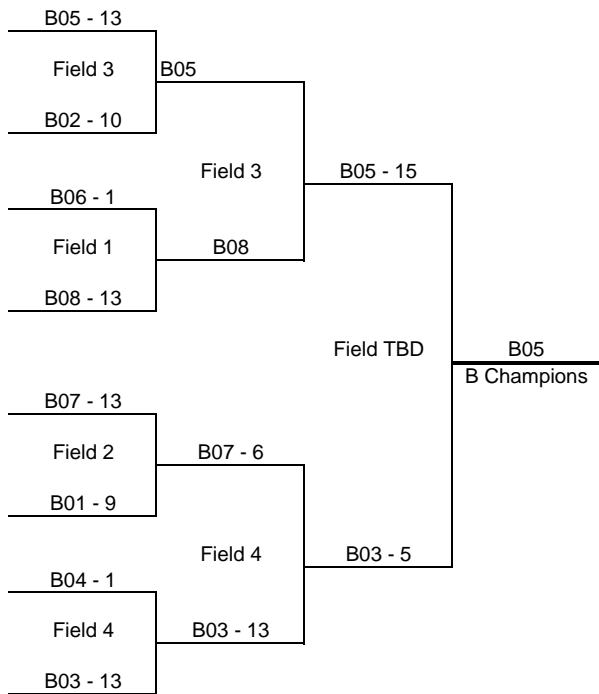 B05 - 13
Field 3
B05
B02 - 10
Field 3
B05 - 15
B06 - 1
Field 1
B08
B08 - 13
Field TBD
B05
B Champions
B07 - 13
Field 2
B07 - 6
B01 - 9
Field 4
B03 - 5
B04 - 1
Field 4
B03 - 13
B03 - 13